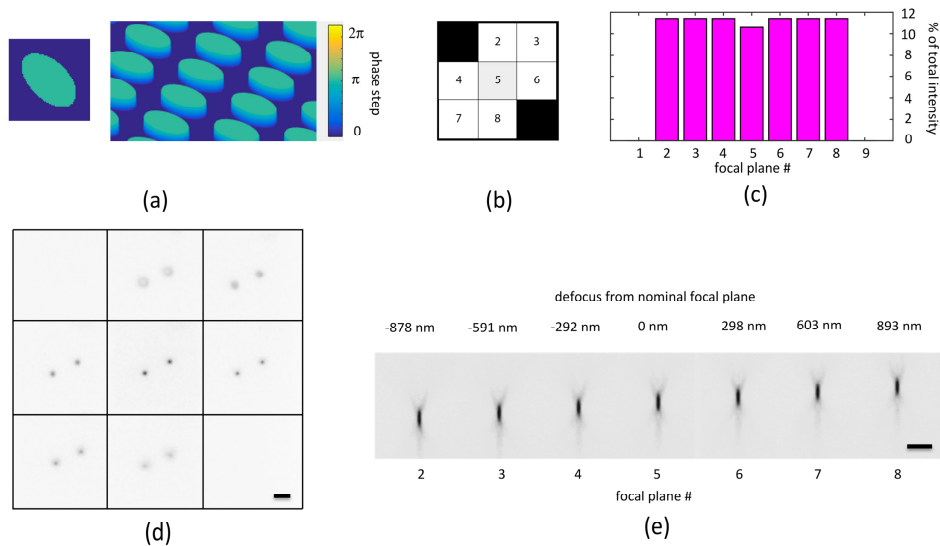 2π
π
0
phase step
(a)
2 3
4 5 6
7 8
(b)
12
10
8
6
4
2
0
% of total intensity
1 2 3 4 5 6 7 8 9
focal plane #
(c)
(d)
defocus from nominal focal plane
-878 nm -591 nm -292 nm 0 nm 298 nm 603 nm 893 nm
2 3 4 5 6 7 8
focal plane #
(e)